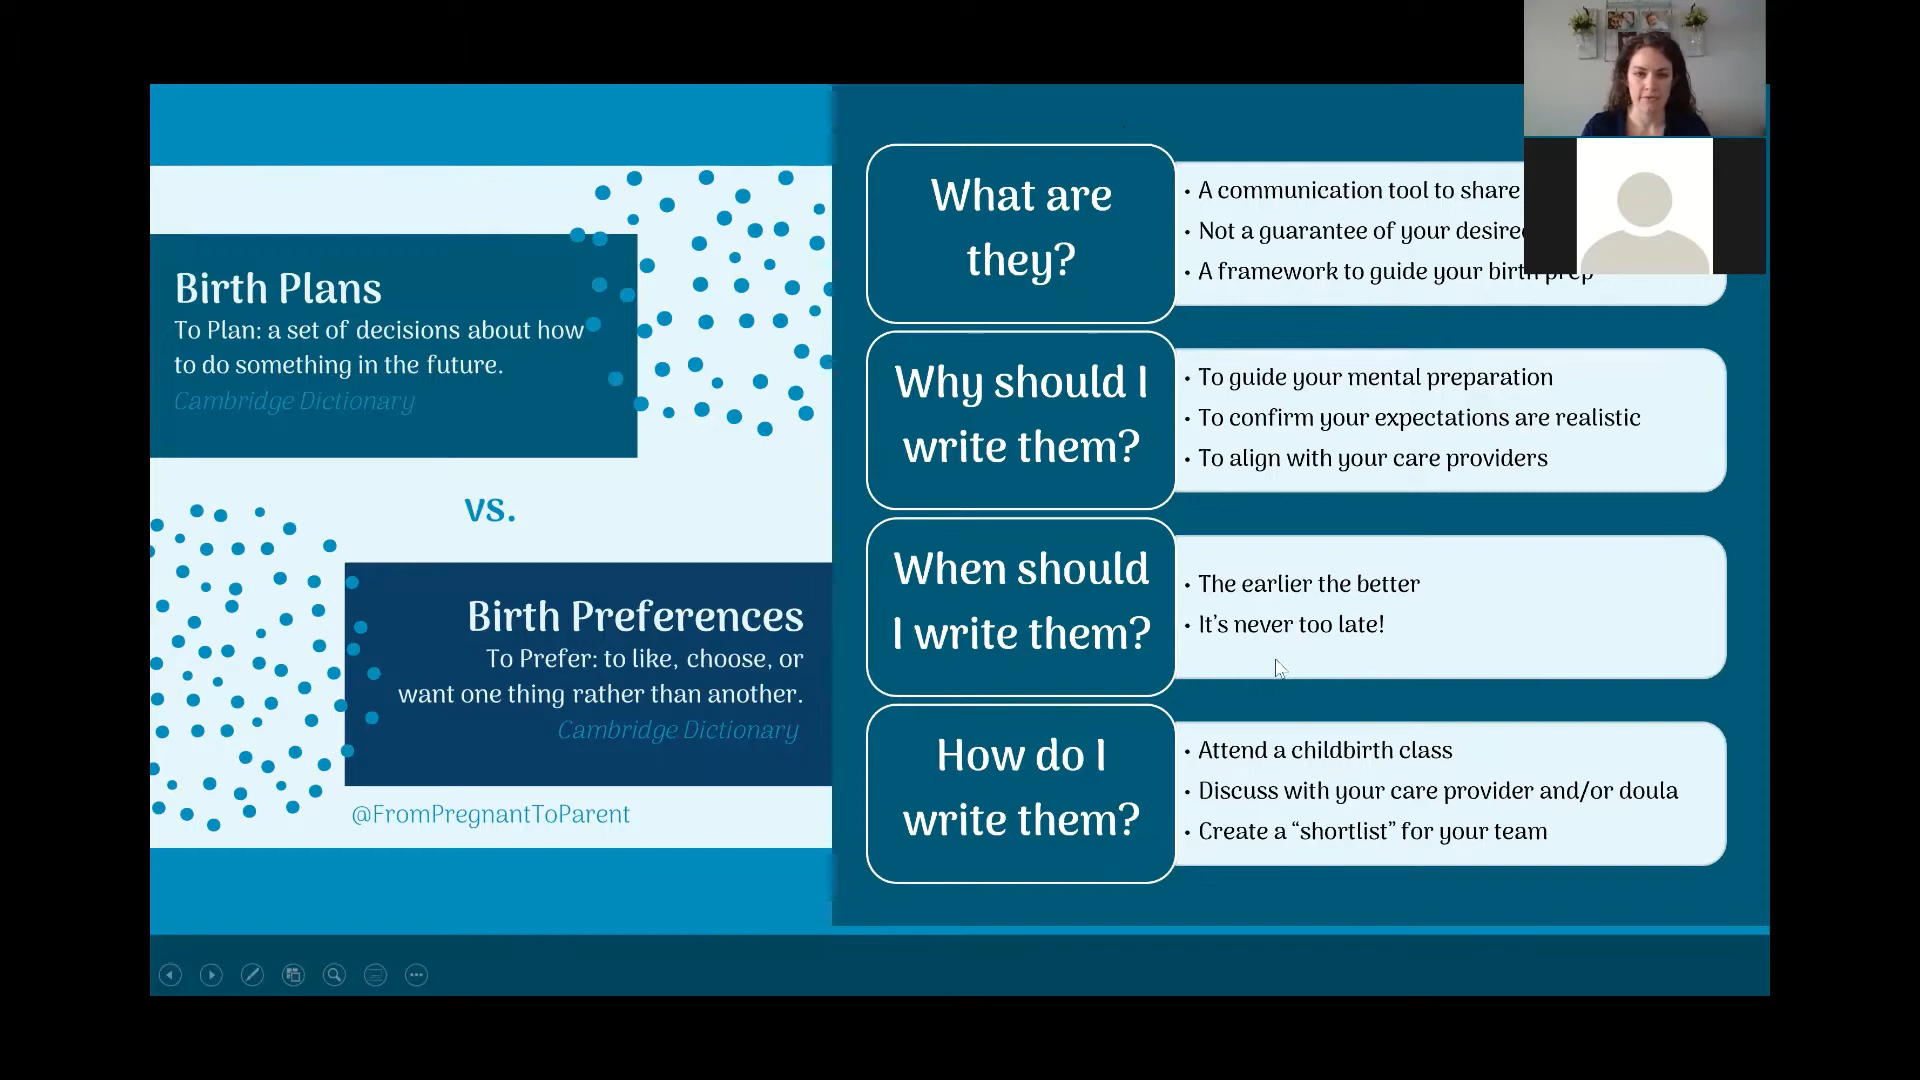 Birth Plans
To Plan: a set of decisions about how
to do something in the future.
Cambridge Dictionary
vs.
Birth Preferences
To Prefer: to like, choose, or
want one thing rather than another.
Cambridge Dictionary
@FromPregnantToParent
What are
they?
• A communication tool to share
• Not a guarantee of your desired
• A framework to guide your birth prep
Why should I
write them?
• To guide your mental preparation
• To confirm your expectations are realistic
• To align with your care providers
When should
I write them?
• The earlier the better
• It's never too late!
How do I
write them?
• Attend a childbirth class
• Discuss with your care provider and/or doula
• Create a “shortlist” for your team